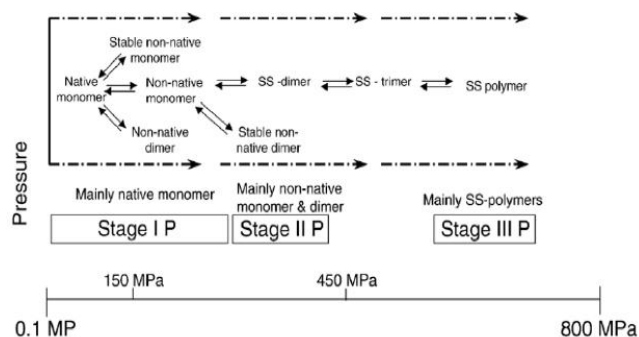 Pressure
Stable non-native
monomer
Native
monomer
Non-native
monomer
SS -dimer
SS - trimer
SS polymer
Non-native
dimer
Stable non-
native dimer
Mainly native monomer
Mainly non-native
monomer & dimer
Mainly SS-polymers
Stage I P
Stage II P
Stage III P
150 MPa
450 MPa
0.1 MP
800 MPa